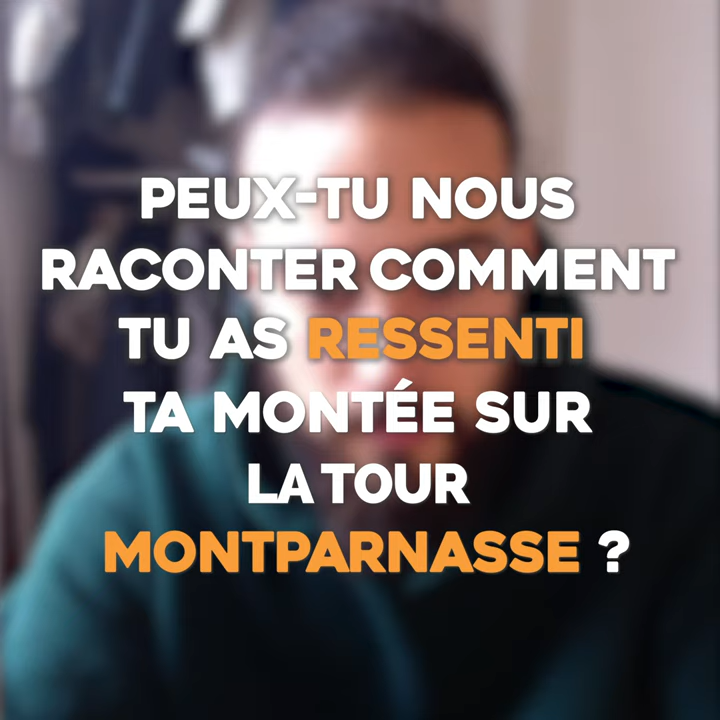 PEUX-TU NOUS
RACONTER COMMENT
TU AS RESSENTI
TA MONTÉE SUR
LA TOUR
MONTPARNASSE ?